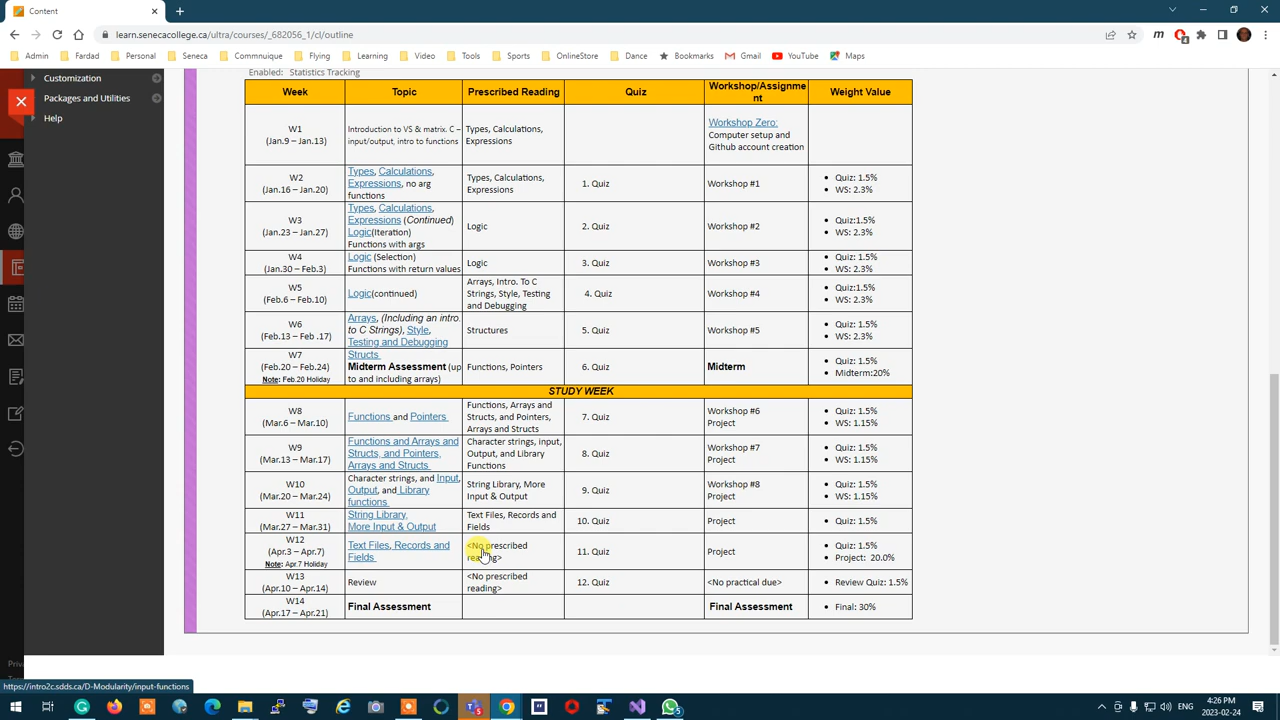 Content
learn.senecacollege.ca/ultra/courses/_682056_1/cl/outline
Admin Fardad Personal Seneca Commnuique Flying Learning Video Tools Sports OnlineStore Dance Bookmarks Gmail YouTube Maps
Customization
Packages and Utilities
Help
Enabled: Statistics Tracking
Week Topic Prescribed Reading Quiz Workshop/Assignme
nt Weight Value
W1
(Jan.9 – Jan.13)
Introduction to VS & matrix. C –
input/output, intro to functions
Types, Calculations,
Expressions
Workshop Zero:
Computer setup and
Github account creation
W2
(Jan.16 – Jan.20)
Types, Calculations,
Expressions, no arg
functions
Types, Calculations,
Expressions
1. Quiz
Workshop #1
• Quiz: 1.5%
• WS: 2.3%
W3
(Jan.23 – Jan.27)
Types, Calculations,
Expressions (Continued)
Logic(Iteration)
Functions with args
Logic
2. Quiz
Workshop #2
• Quiz:1.5%
• WS: 2.3%
W4
(Jan.30 – Feb.3)
Logic (Selection)
Functions with return values
Logic
3. Quiz
Workshop #3
• Quiz: 1.5%
• WS: 2.3%
W5
(Feb.6 – Feb.10)
Logic(continued)
Arrays, Intro. To C
Strings, Style, Testing
and Debugging
4. Quiz
Workshop #4
• Quiz:1.5%
• WS: 2.3%
W6
(Feb.13 – Feb .17)
Arrays, (Including an intro.
to C Strings), Style,
Testing and Debugging
Structures
5. Quiz
Workshop #5
• Quiz: 1.5%
• WS: 2.3%
W7
(Feb.20 – Feb.24)
Note: Feb.20 Holiday
Structs
Midterm Assessment (up
to and including arrays)
Functions, Pointers
6. Quiz
Midterm
• Quiz: 1.5%
• Midterm:20%
STUDY WEEK
W8
(Mar.6 – Mar.10)
Functions and Pointers
Functions, Arrays and
Structs, and Pointers,
Arrays and Structs
7. Quiz
Workshop #6
Project
• Quiz: 1.5%
• WS: 1.15%
W9
(Mar.13 – Mar.17)
Functions and Arrays and
Structs, and Pointers,
Arrays and Structs
Character strings, input,
Output, and Library
Functions
8. Quiz
Workshop #7
Project
• Quiz: 1.5%
• WS: 1.15%
W10
(Mar.20 – Mar.24)
Character strings, and Input,
Output, and Library
functions
String Library, More
Input & Output
9. Quiz
Workshop #8
Project
• Quiz: 1.5%
• WS: 1.15%
W11
(Mar.27 – Mar.31)
String Library,
More Input & Output
Text Files, Records and
Fields
10. Quiz
Project
• Quiz: 1.5%
W12
(Apr.3 – Apr.7)
Note: Apr.7 Holiday
Text Files, Records and
Fields
<No prescribed
reading>
11. Quiz
Project
• Quiz: 1.5%
• Project: 20.0%
W13
(Apr.10 – Apr.14)
Review
<No prescribed
reading>
12. Quiz
<No practical due>
• Review Quiz: 1.5%
W14
(Apr.17 – Apr.21)
Final Assessment
Final Assessment
• Final: 30%
https://intro2c.sdds.ca/D-Modularity/input-functions
4:26 PM
2023-02-24